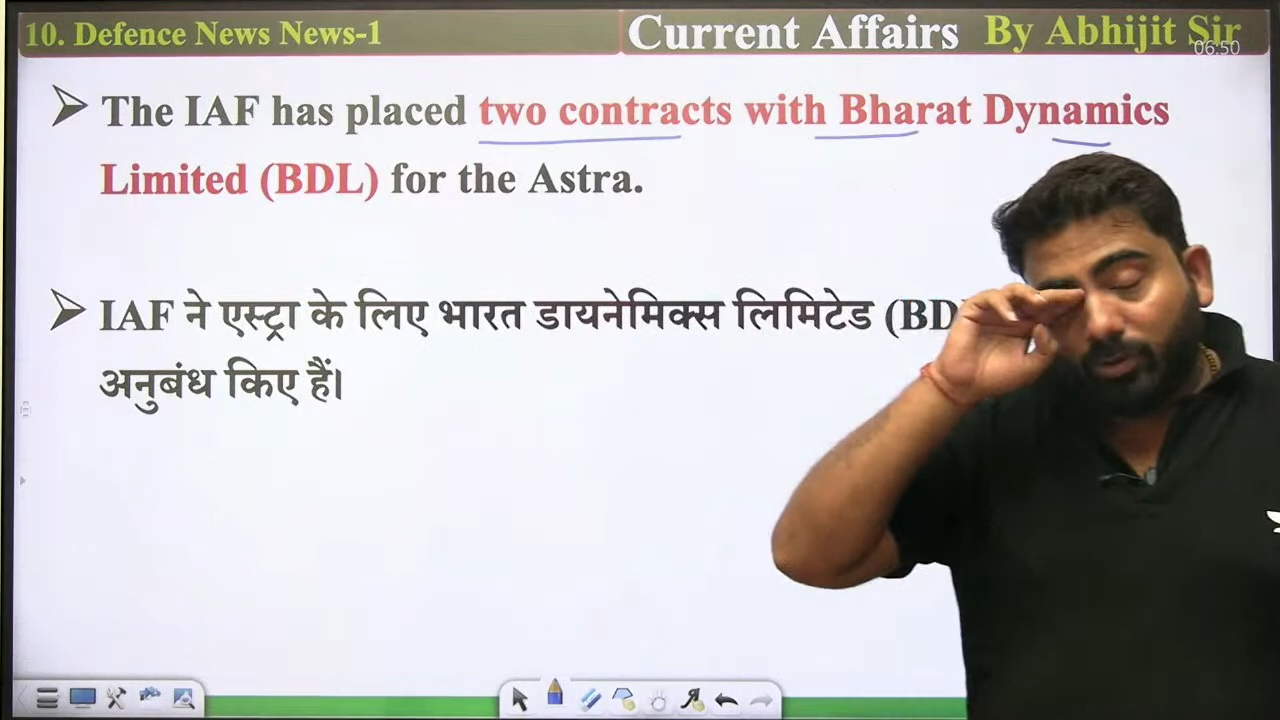 10. Defence News News-1
Current Affairs By Abhijit Sir
06:50
The IAF has placed two contracts with Bharat Dynamics
Limited (BDL) for the Astra.
IAF ने एस्ट्रा के लिए भारत डायनेमिक्स लिमिटेड (BD
अनुबंध किए हैं।